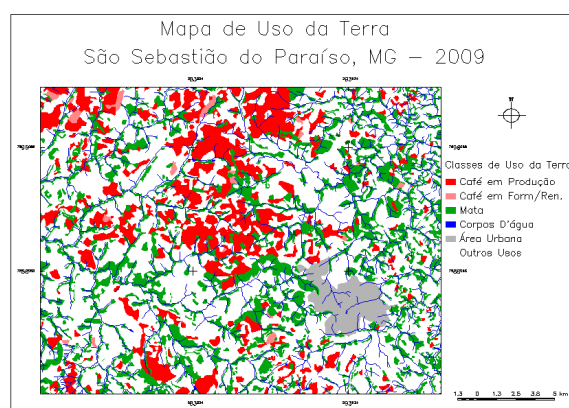 Mapa de Uso da Terra
São Sebastião do Paraíso, MG – 2009
N
Classes de Uso da Terra
Café em Produção
Café em Form/Ren.
Mata
Corpos D'água
Área Urbana
Outros Usos
1.3 0 1.3 2.6 3.8 5 km